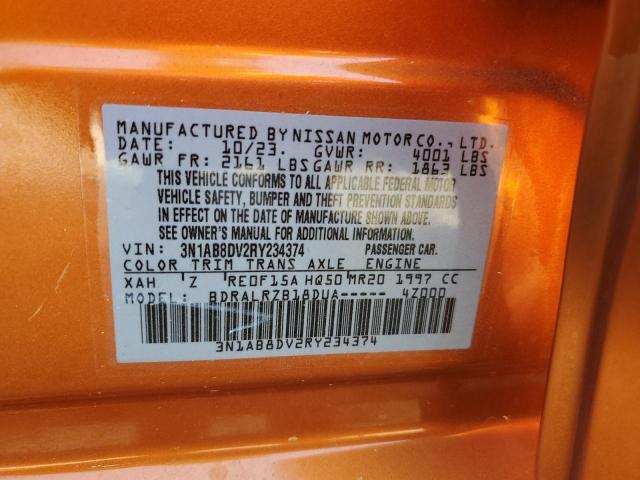 MANUFACTURED BY NISSAN MOTOR CO., LTD.
DATE: 10/23. GVWR: 4001 LBS
GAWR FR: 2161 LBS GAWR RR: 1863 LBS
THIS VEHICLE CONFORMS TO ALL APPLICABLE FEDERAL MOTOR
VEHICLE SAFETY, BUMPER AND THEFT PREVENTION STANDARDS
IN EFFECT ON THE DATE OF MANUFACTURE SHOWN ABOVE.
SEE OWNER'S MANUAL FOR ADDITIONAL INFORMATION.
VIN: 3N1AB8DV2RY234374 PASSENGER CAR.
COLOR TRIM TRANS AXLE ENGINE
XAH 'Z 'RE0F15A HQ50 MR20 1997 CC
MODEL: BDRALRZB18DUA----- 4Z000
3N1AB8DV2RY234374